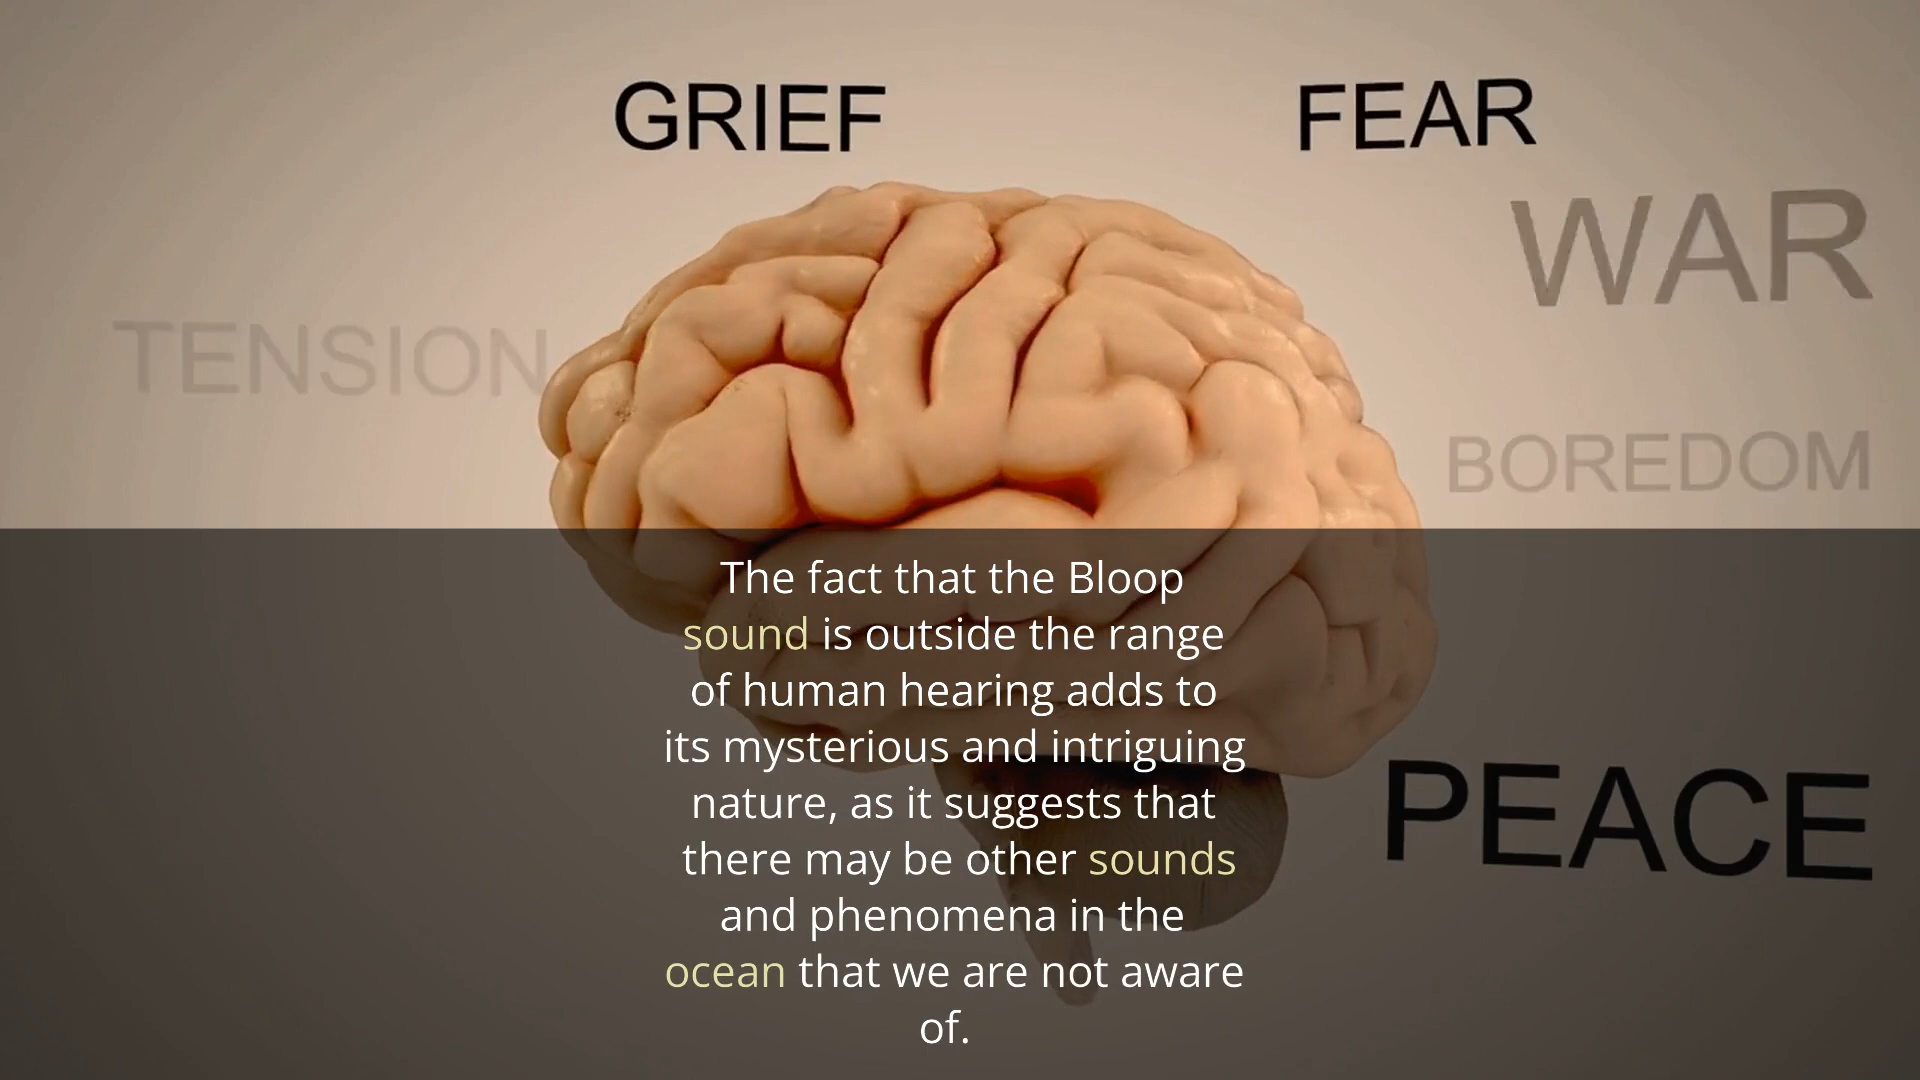 GRIEF
FEAR
WAR
TENSION
BOREDOM
The fact that the Bloop
sound is outside the range
of human hearing adds to
its mysterious and intriguing
nature, as it suggests that
there may be other sounds
and phenomena in the
ocean that we are not aware
of.
PEACE